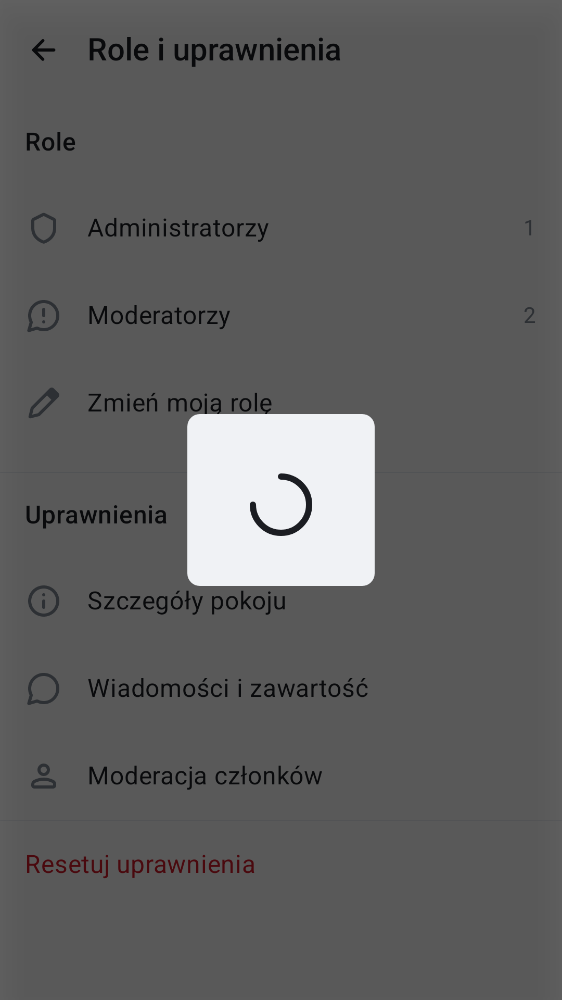 Role i uprawnienia
Role
Administratorzy 1
Moderatorzy 2
Zmień moją rolę
Uprawnienia
Szczegóły pokoju
Wiadomości i zawartość
Moderacja członków
Resetuj uprawnienia